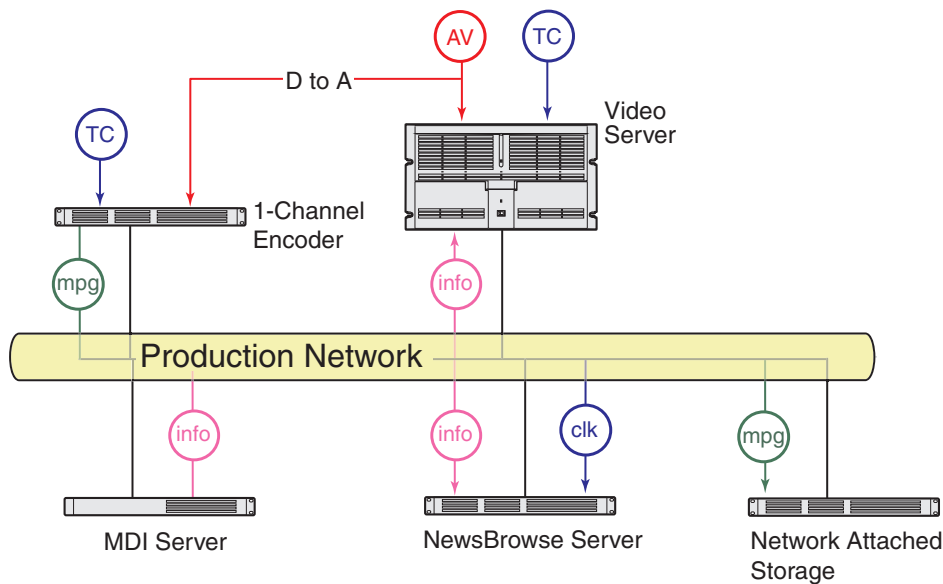 AV
TC
D to A
Video
Server
TC
1-Channel
Encoder
mpg
info
Production Network
info
info
clk
mpg
MDI Server
NewsBrowse Server
Network Attached
Storage